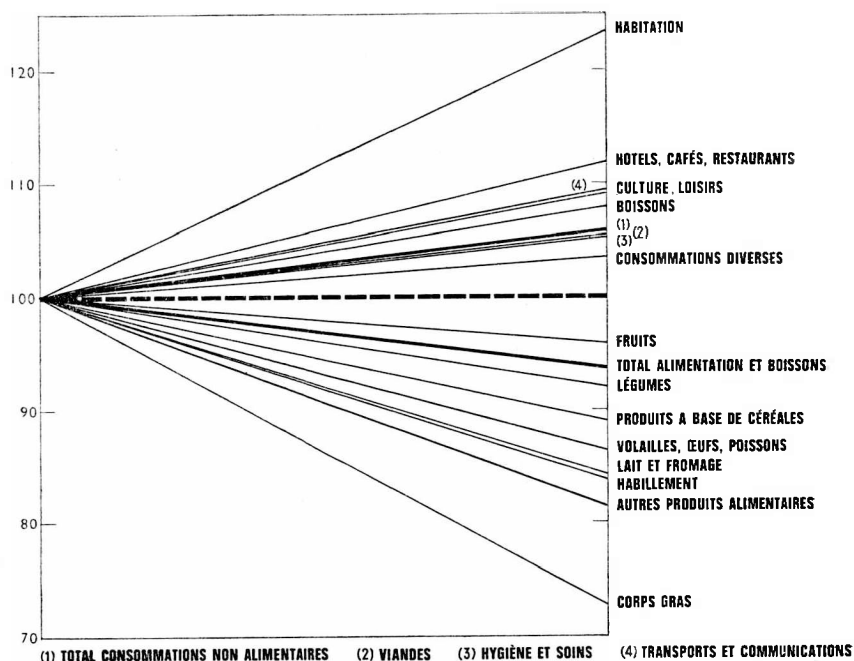 HABITATION
120
HOTELS, CAFÉS, RESTAURANTS
110
(4)
CULTURE, LOISIRS
BOISSONS
(1)
(2)
(3)
CONSOMMATIONS DIVERSES
100
FRUITS
TOTAL ALIMENTATION ET BOISSONS
LÉGUMES
90
PRODUITS A BASE DE CÉRÉALES
VOLAILLES, ŒUFS, POISSONS
LAIT ET FROMAGE
HABILLEMENT
AUTRES PRODUITS ALIMENTAIRES
80
CORPS GRAS
70
(1) TOTAL CONSOMMATIONS NON ALIMENTAIRES (2) VIANDES (3) HYGIÈNE ET SOINS (4) TRANSPORTS ET COMMUNICATIONS